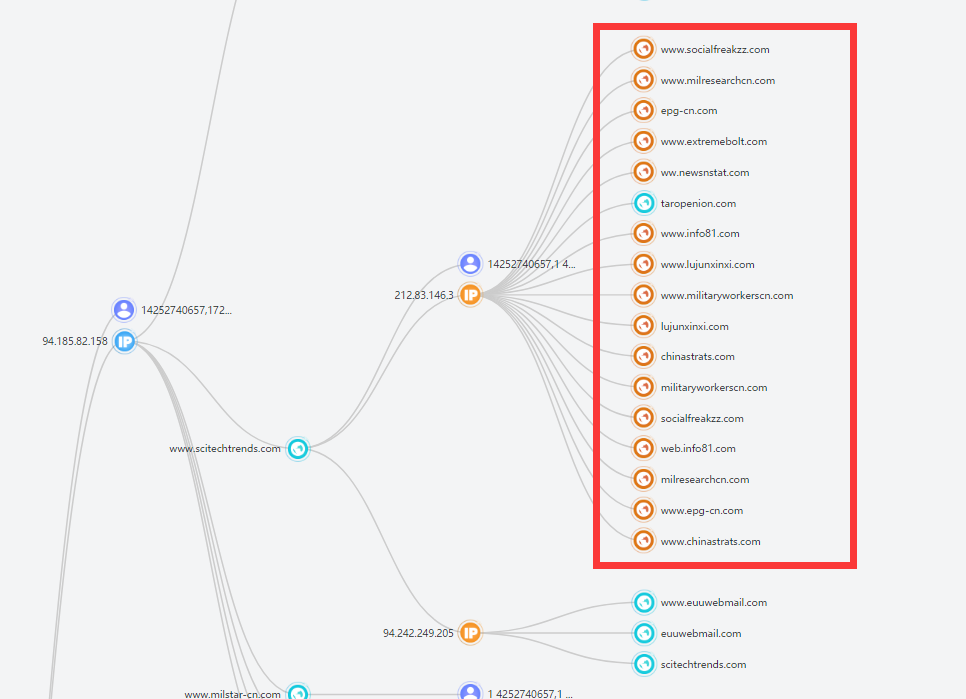 www.socialfreakzz.com
www.milresearchcn.com
epg-cn.com
www.extremebolt.com
ww.newsnstat.com
taropenion.com
www.info81.com
14252740657,1 4...
www.lujunxinxi.com
212.83.146.3
IP
www.militaryworkerscn.com
14252740657,172...
lujunxinxi.com
94.185.82.158
IP
chinastrats.com
militaryworkerscn.com
socialfreakzz.com
www.scitechtrends.com
web.info81.com
milresearchcn.com
www.epg-cn.com
www.chinastrats.com
www.euuwebmail.com
94.242.249.205
IP
euuwebmail.com
scitechtrends.com
www.milstar-cn.com
1 4252740657,1 ...